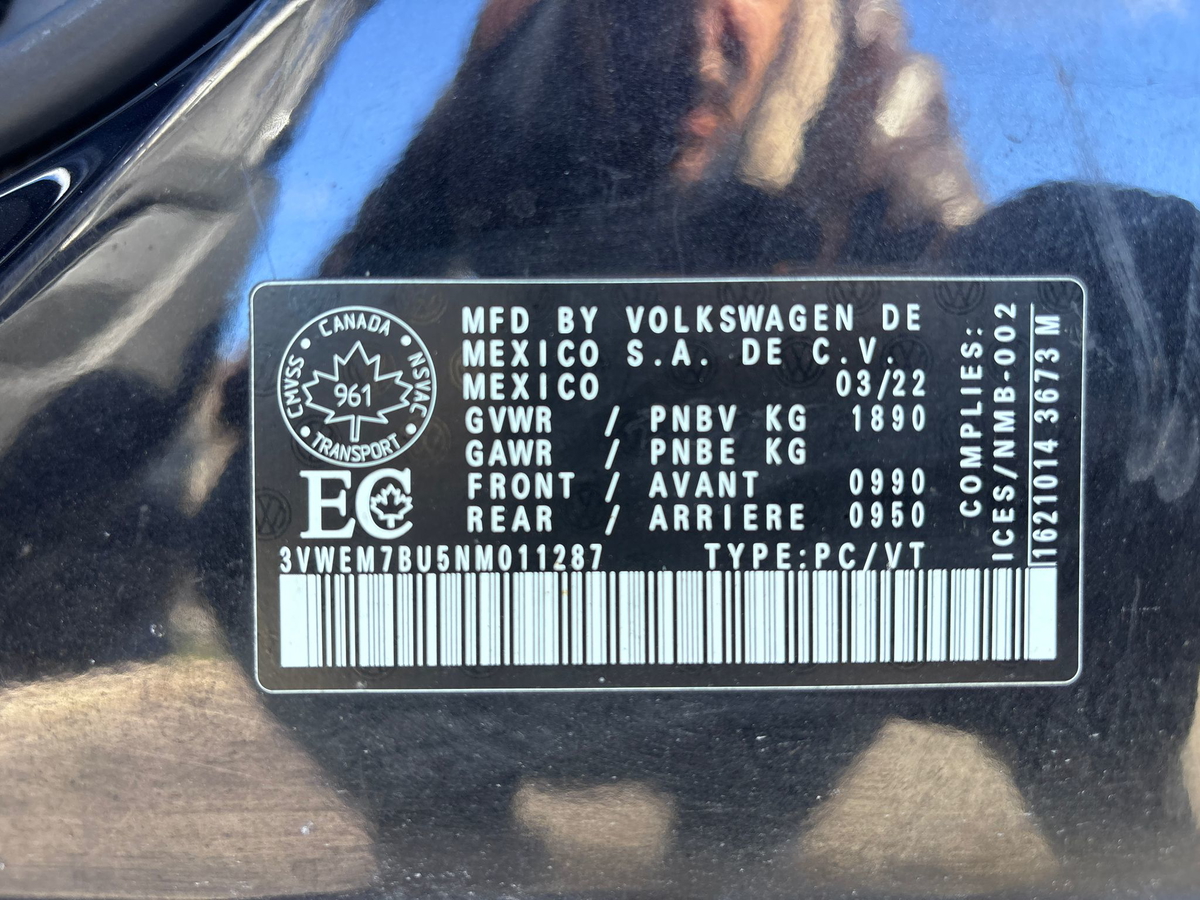 CANADA
CMVSS
NSVAC
961
TRANSPORT
EC
MFD BY VOLKSWAGEN DE
MEXICO S.A. DE C.V.
MEXICO 03/22
GVWR / PNBV KG 1890
GAWR / PNBE KG
FRONT / AVANT 0990
REAR / ARRIERE 0950
3VWEM7BU5NM011287 TYPE:PC/VT
COMPLIES:
ICES/NMB-002
1621014 3673 M